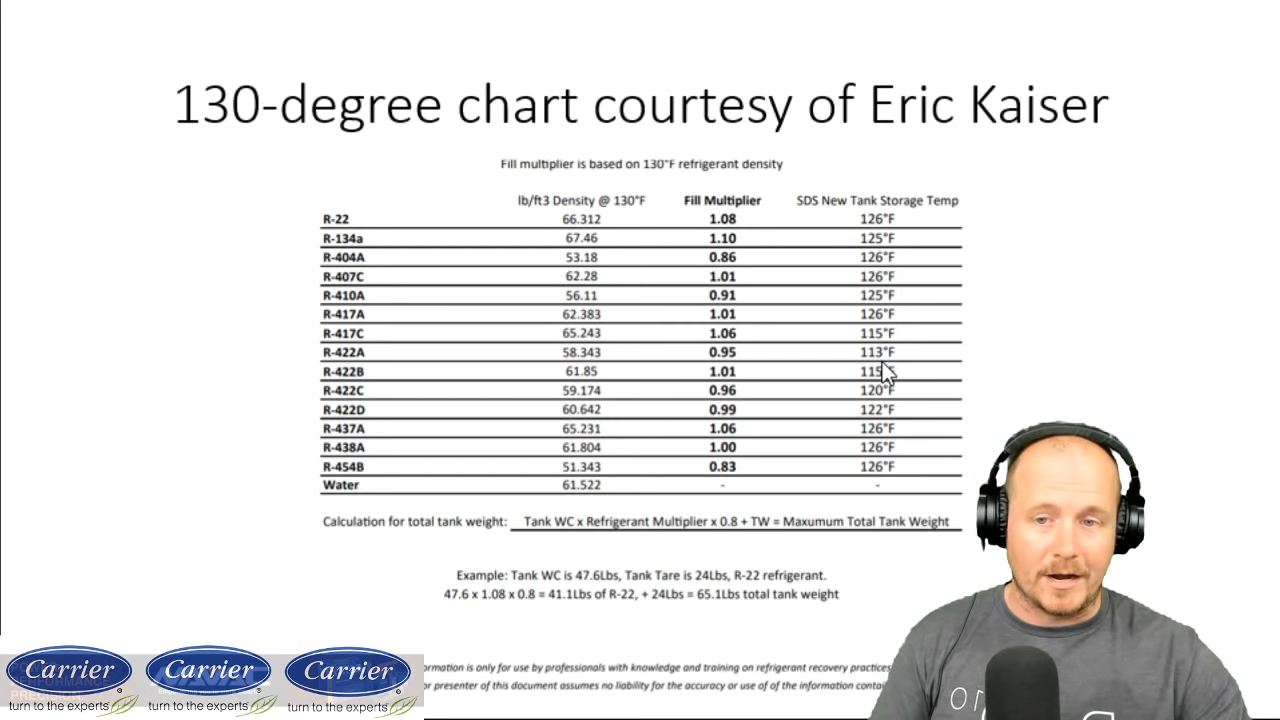 130-degree chart courtesy of Eric Kaiser
Fill multiplier is based on 130°F refrigerant density
lb/ft3 Density @ 130°F Fill Multiplier SDS New Tank Storage Temp
R-22 66.312 1.08 126°F
R-134a 67.46 1.10 125°F
R-404A 53.18 0.86 126°F
R-407C 62.28 1.01 126°F
R-410A 56.11 0.91 125°F
R-417A 62.383 1.01 126°F
R-417C 65.243 1.06 115°F
R-422A 58.343 0.95 113°F
R-422B 61.85 1.01 115°F
R-422C 59.174 0.96 120°F
R-422D 60.642 0.99 122°F
R-437A 65.231 1.06 126°F
R-438A 61.804 1.00 126°F
R-454B 51.343 0.83 126°F
Water 61.522 - -
Calculation for total tank weight: Tank WC x Refrigerant Multiplier x 0.8 + TW = Maxumum Total Tank Weight
Example: Tank WC is 47.6Lbs, Tank Tare is 24Lbs, R-22 refrigerant.
47.6 x 1.08 x 0.8 = 41.1Lbs of R-22, + 24Lbs = 65.1Lbs total tank weight
ormation is only for use by professionals with knowledge and training on refrigerant recovery practices
or presenter of this document assumes no liability for the accuracy or use of of the information contai
Carrier Carrier Carrier
turn to the experts turn to the experts turn to the experts